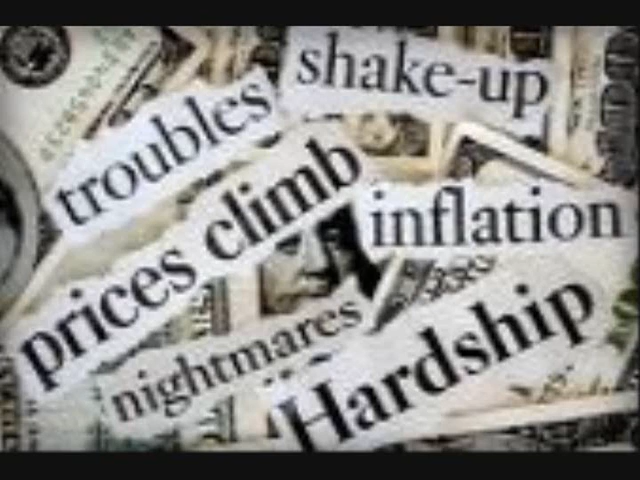 shake-up
troubles
prices climb
inflation
nightmares
Hardship